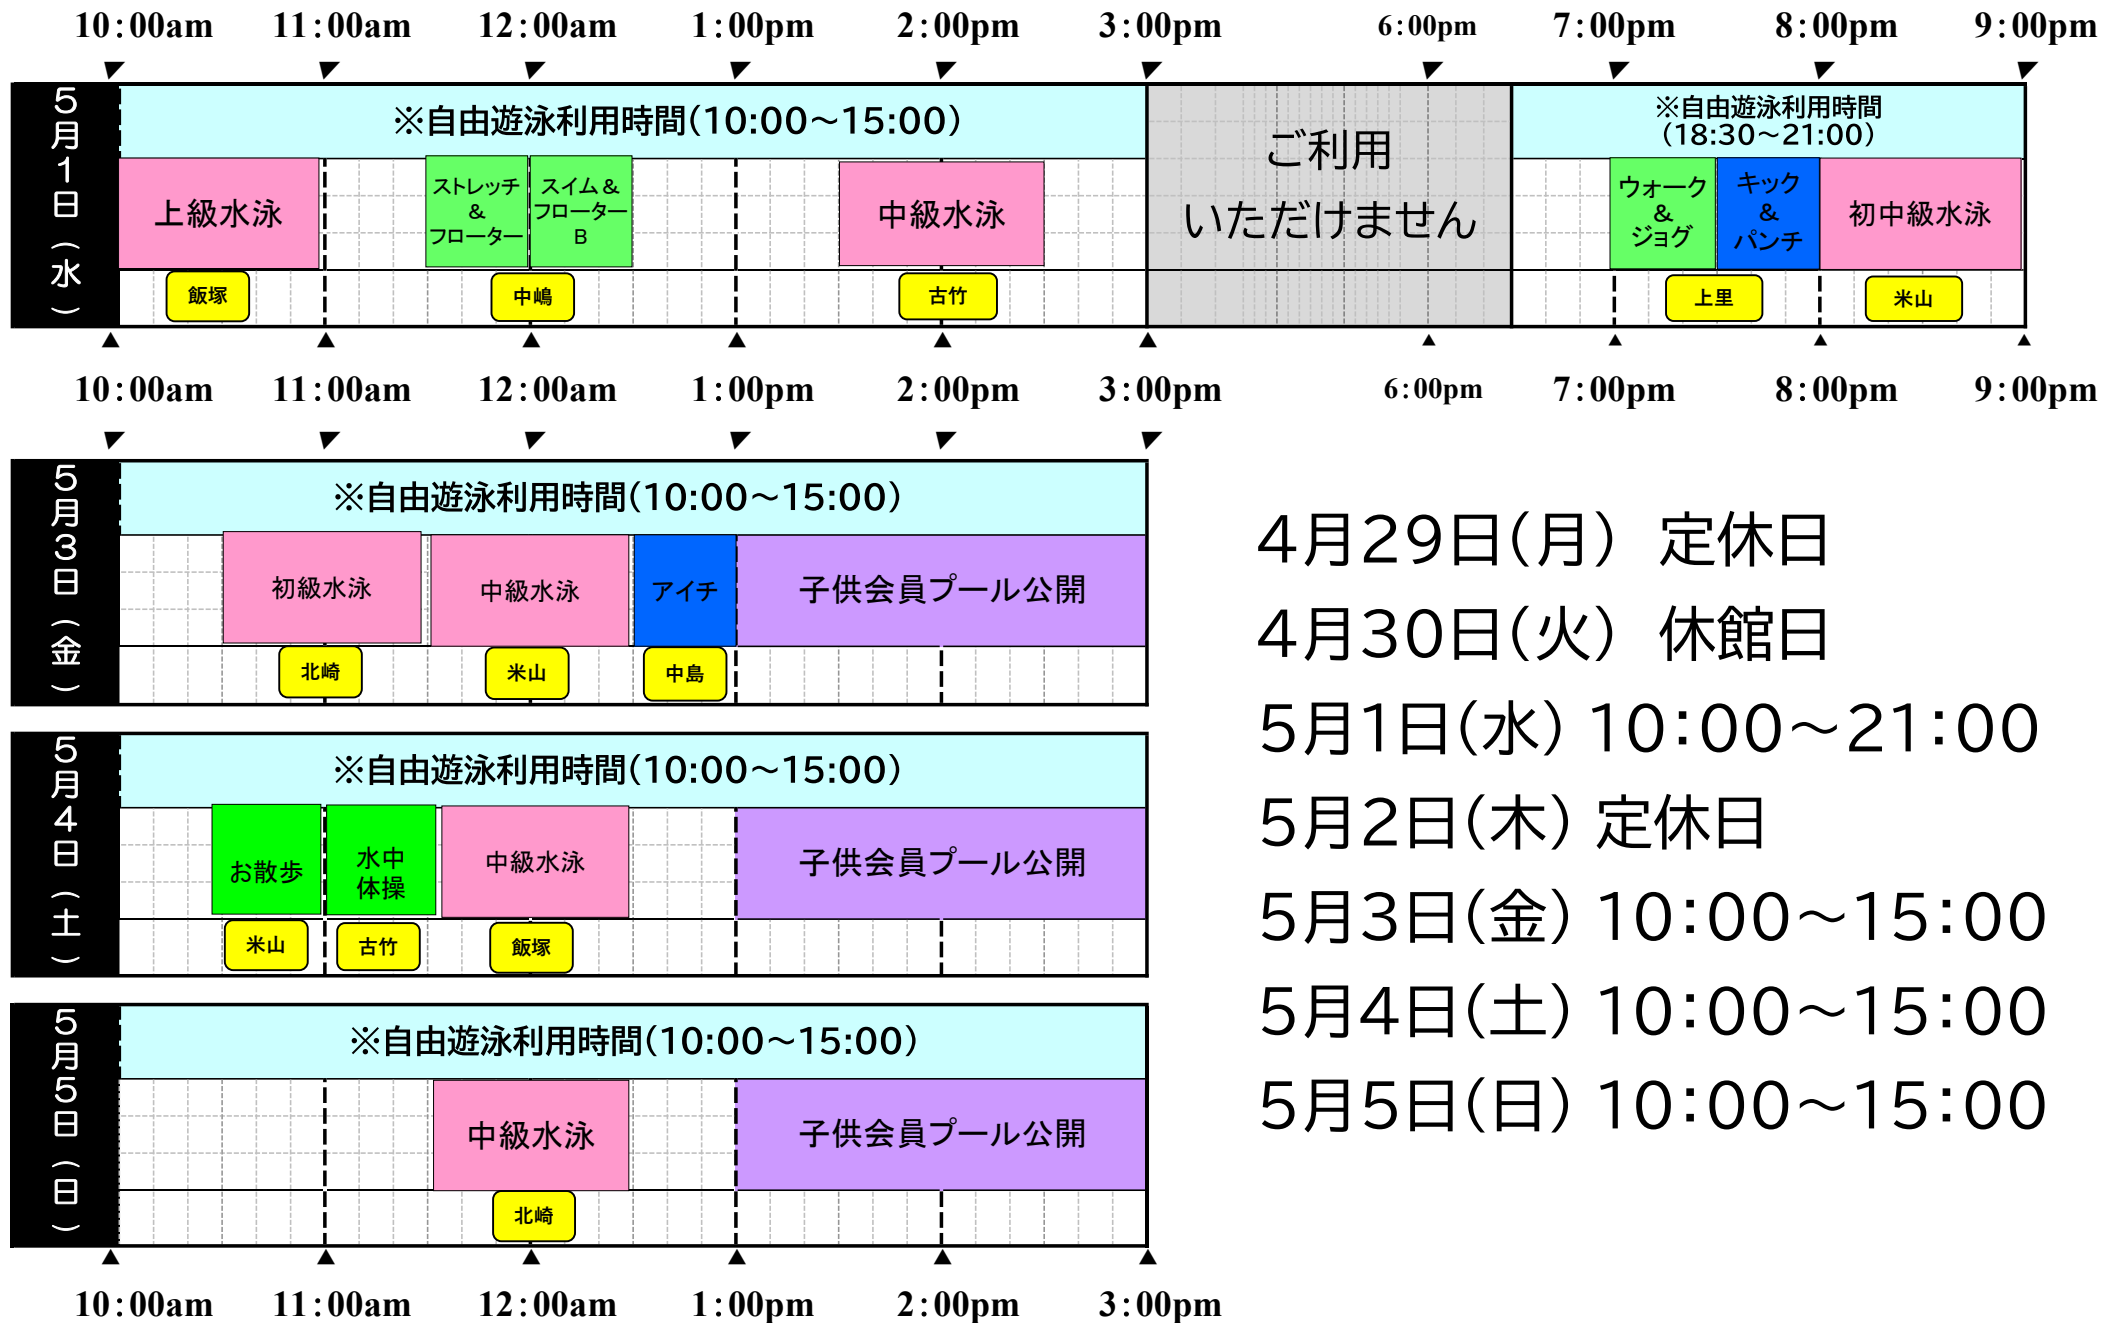 10:00am 11:00am 12:00am 1:00pm 2:00pm 3:00pm 6:00pm 7:00pm 8:00pm 9:00pm
5月1日(水)
※自由遊泳利用時間(10:00~15:00)
上級水泳
ストレッチ
&
フローター
スイム&
フローター
B
中級水泳
ご利用
いただけません
※自由遊泳利用時間
(18:30~21:00)
ウォーク
&
ジョグ
キック
&
パンチ
初中級水泳
飯塚
中嶋
古竹
上里
米山
10:00am 11:00am 12:00am 1:00pm 2:00pm 3:00pm 6:00pm 7:00pm 8:00pm 9:00pm
5月3日(金)
※自由遊泳利用時間(10:00~15:00)
初級水泳
中級水泳
アイチ
子供会員プール公開
北崎
米山
中島
5月4日(土)
※自由遊泳利用時間(10:00~15:00)
お散歩
水中
体操
中級水泳
子供会員プール公開
米山
古竹
飯塚
5月5日(日)
※自由遊泳利用時間(10:00~15:00)
中級水泳
子供会員プール公開
北崎
10:00am 11:00am 12:00am 1:00pm 2:00pm 3:00pm
4月29日(月) 定休日
4月30日(火) 休館日
5月1日(水) 10:00~21:00
5月2日(木) 定休日
5月3日(金) 10:00~15:00
5月4日(土) 10:00~15:00
5月5日(日) 10:00~15:00